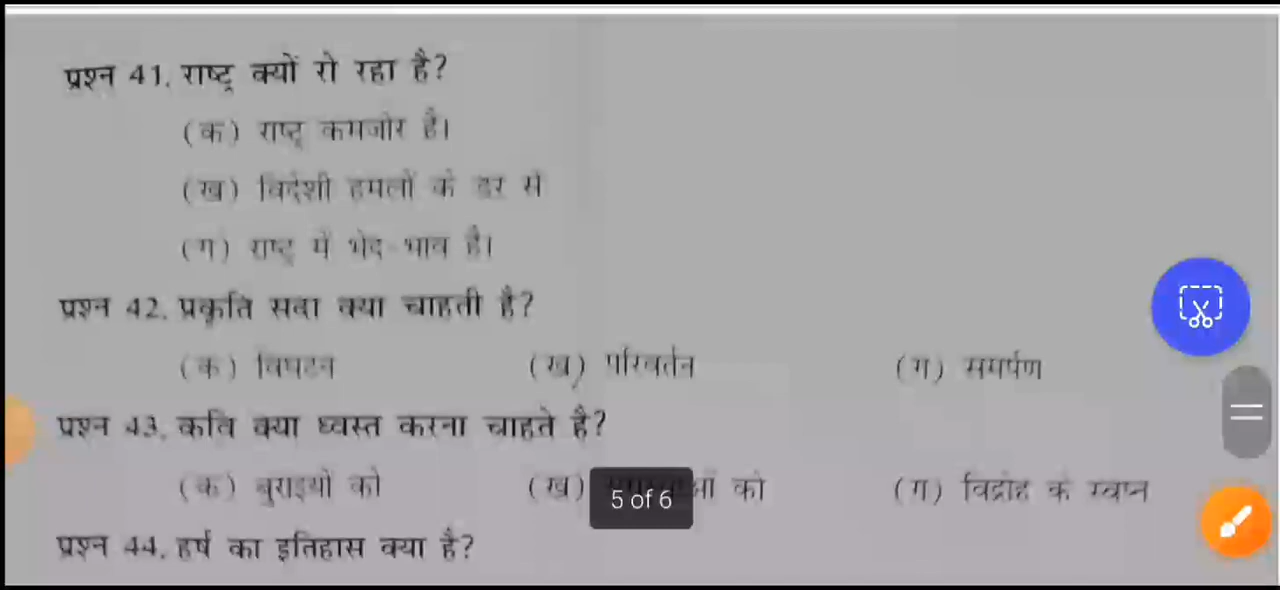 प्रश्न 41. राष्ट्र क्यों रो रहा है?
(क) राष्ट्र कमजोर है।
(ख) विदेशी हमलों के डर से
(ग) राष्ट्र में भेद-भाव है।
प्रश्न 42. प्रकृति सदा क्या चाहती है?
(क) विघटन (ख) परिवर्तन (ग) समर्पण
प्रश्न 43. कवि क्या ध्वस्त करना चाहते है?
(क) बुराइयो को (ख) को (ग) विद्रोह के स्वप्न
5 of 6
प्रश्न 44. हर्ष का इतिहास क्या है?